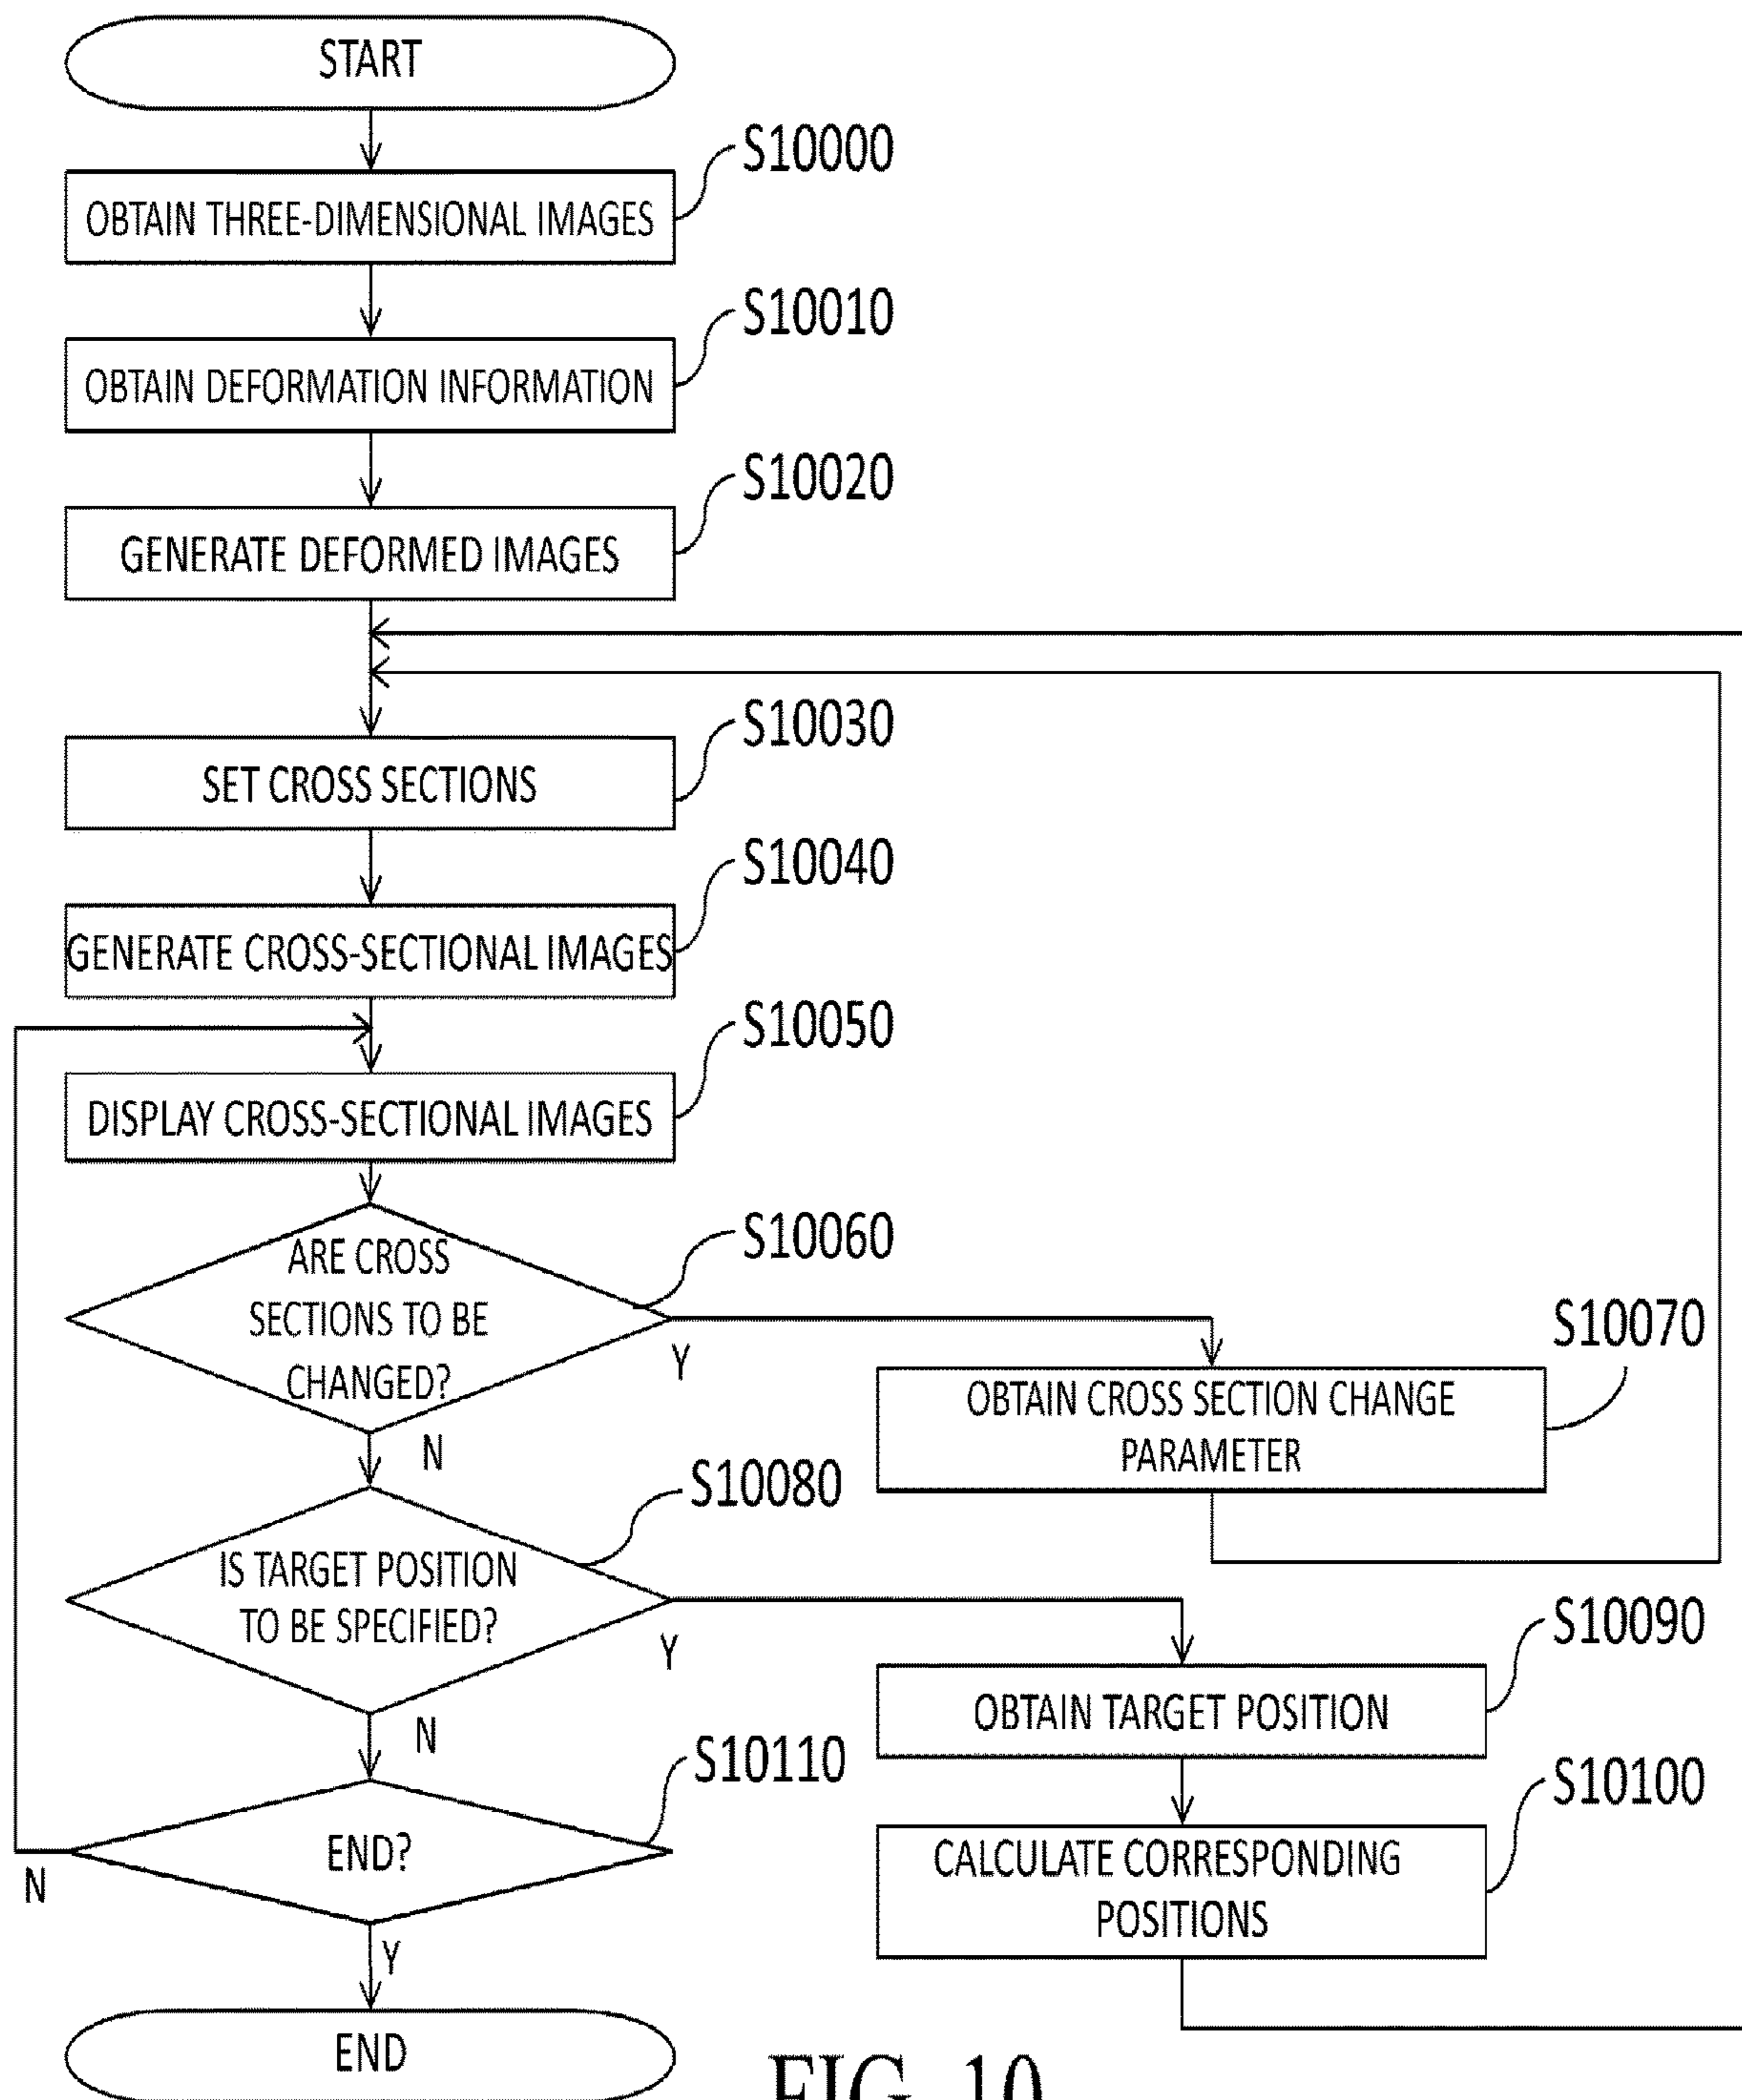 START
S10000
OBTAIN THREE-DIMENSIONAL IMAGES
S10010
OBTAIN DEFORMATION INFORMATION
S10020
GENERATE DEFORMED IMAGES
S10030
SET CROSS SECTIONS
S10040
GENERATE CROSS-SECTIONAL IMAGES
S10050
DISPLAY CROSS-SECTIONAL IMAGES
S10060
ARE CROSS
SECTIONS TO BE
CHANGED?
Y
N
S10070
OBTAIN CROSS SECTION CHANGE
PARAMETER
S10080
IS TARGET POSITION
TO BE SPECIFIED?
Y
N
S10090
OBTAIN TARGET POSITION
S10100
CALCULATE CORRESPONDING
POSITIONS
S10110
END?
N
Y
END
FIG. 10